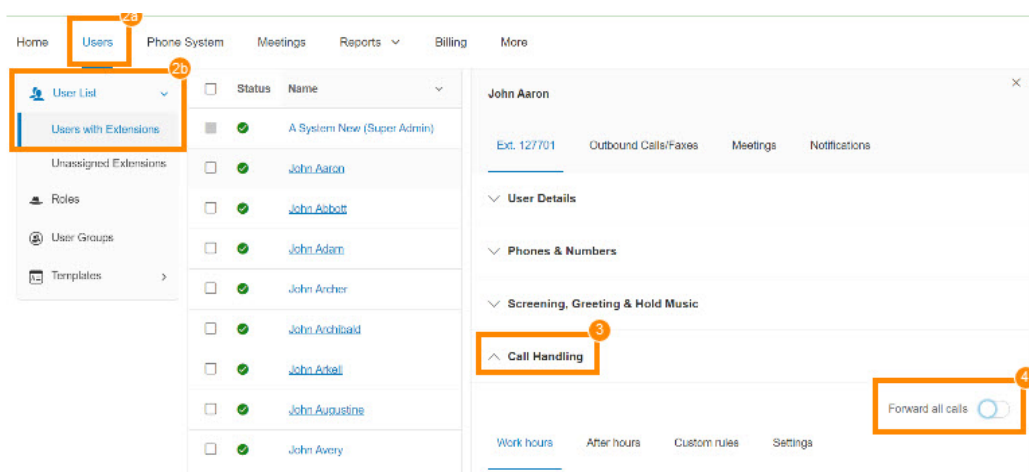 2a
Home Users Phone System Meetings Reports Billing More
2b
User List
Users with Extensions
Unassigned Extensions
Roles
User Groups
Templates
Status Name
A System New (Super Admin)
John Aaron
John Abbott
John Adam
John Archer
John Archibald
John Arkell
John Augustine
John Avery
John Aaron
Ext. 127701 Outbound Calls/Faxes Meetings Notifications
User Details
Phones & Numbers
Screening, Greeting & Hold Music
3
Call Handling
4
Forward all calls
Work hours After hours Custom rules Settings